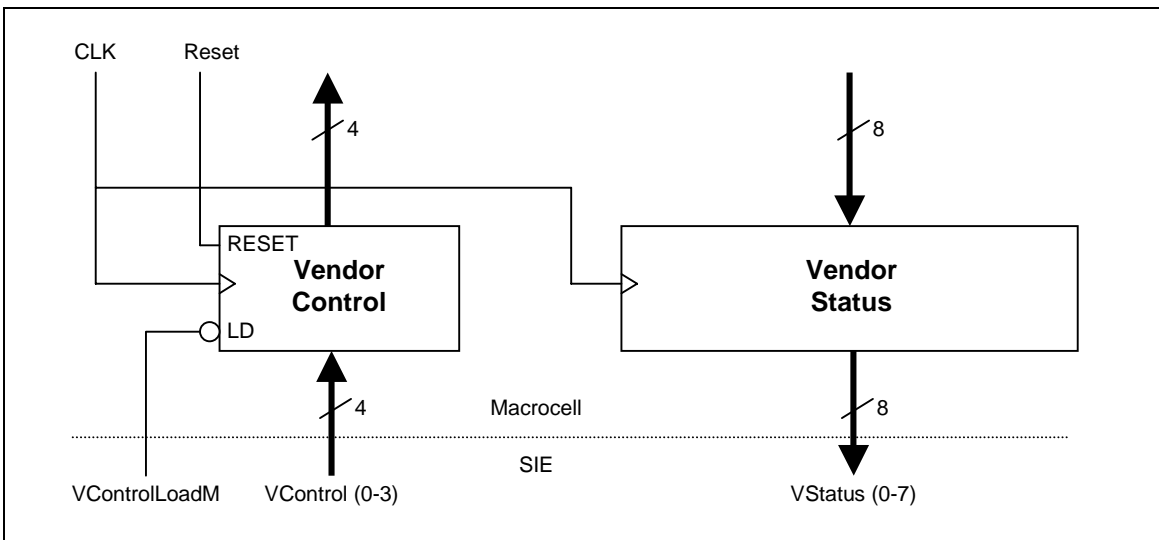 CLK
Reset
4
8
RESET
Vendor
Control
LD
Vendor
Status
4
Macrocell
8
SIE
VControlLoadM
VControl (0-3)
VStatus (0-7)